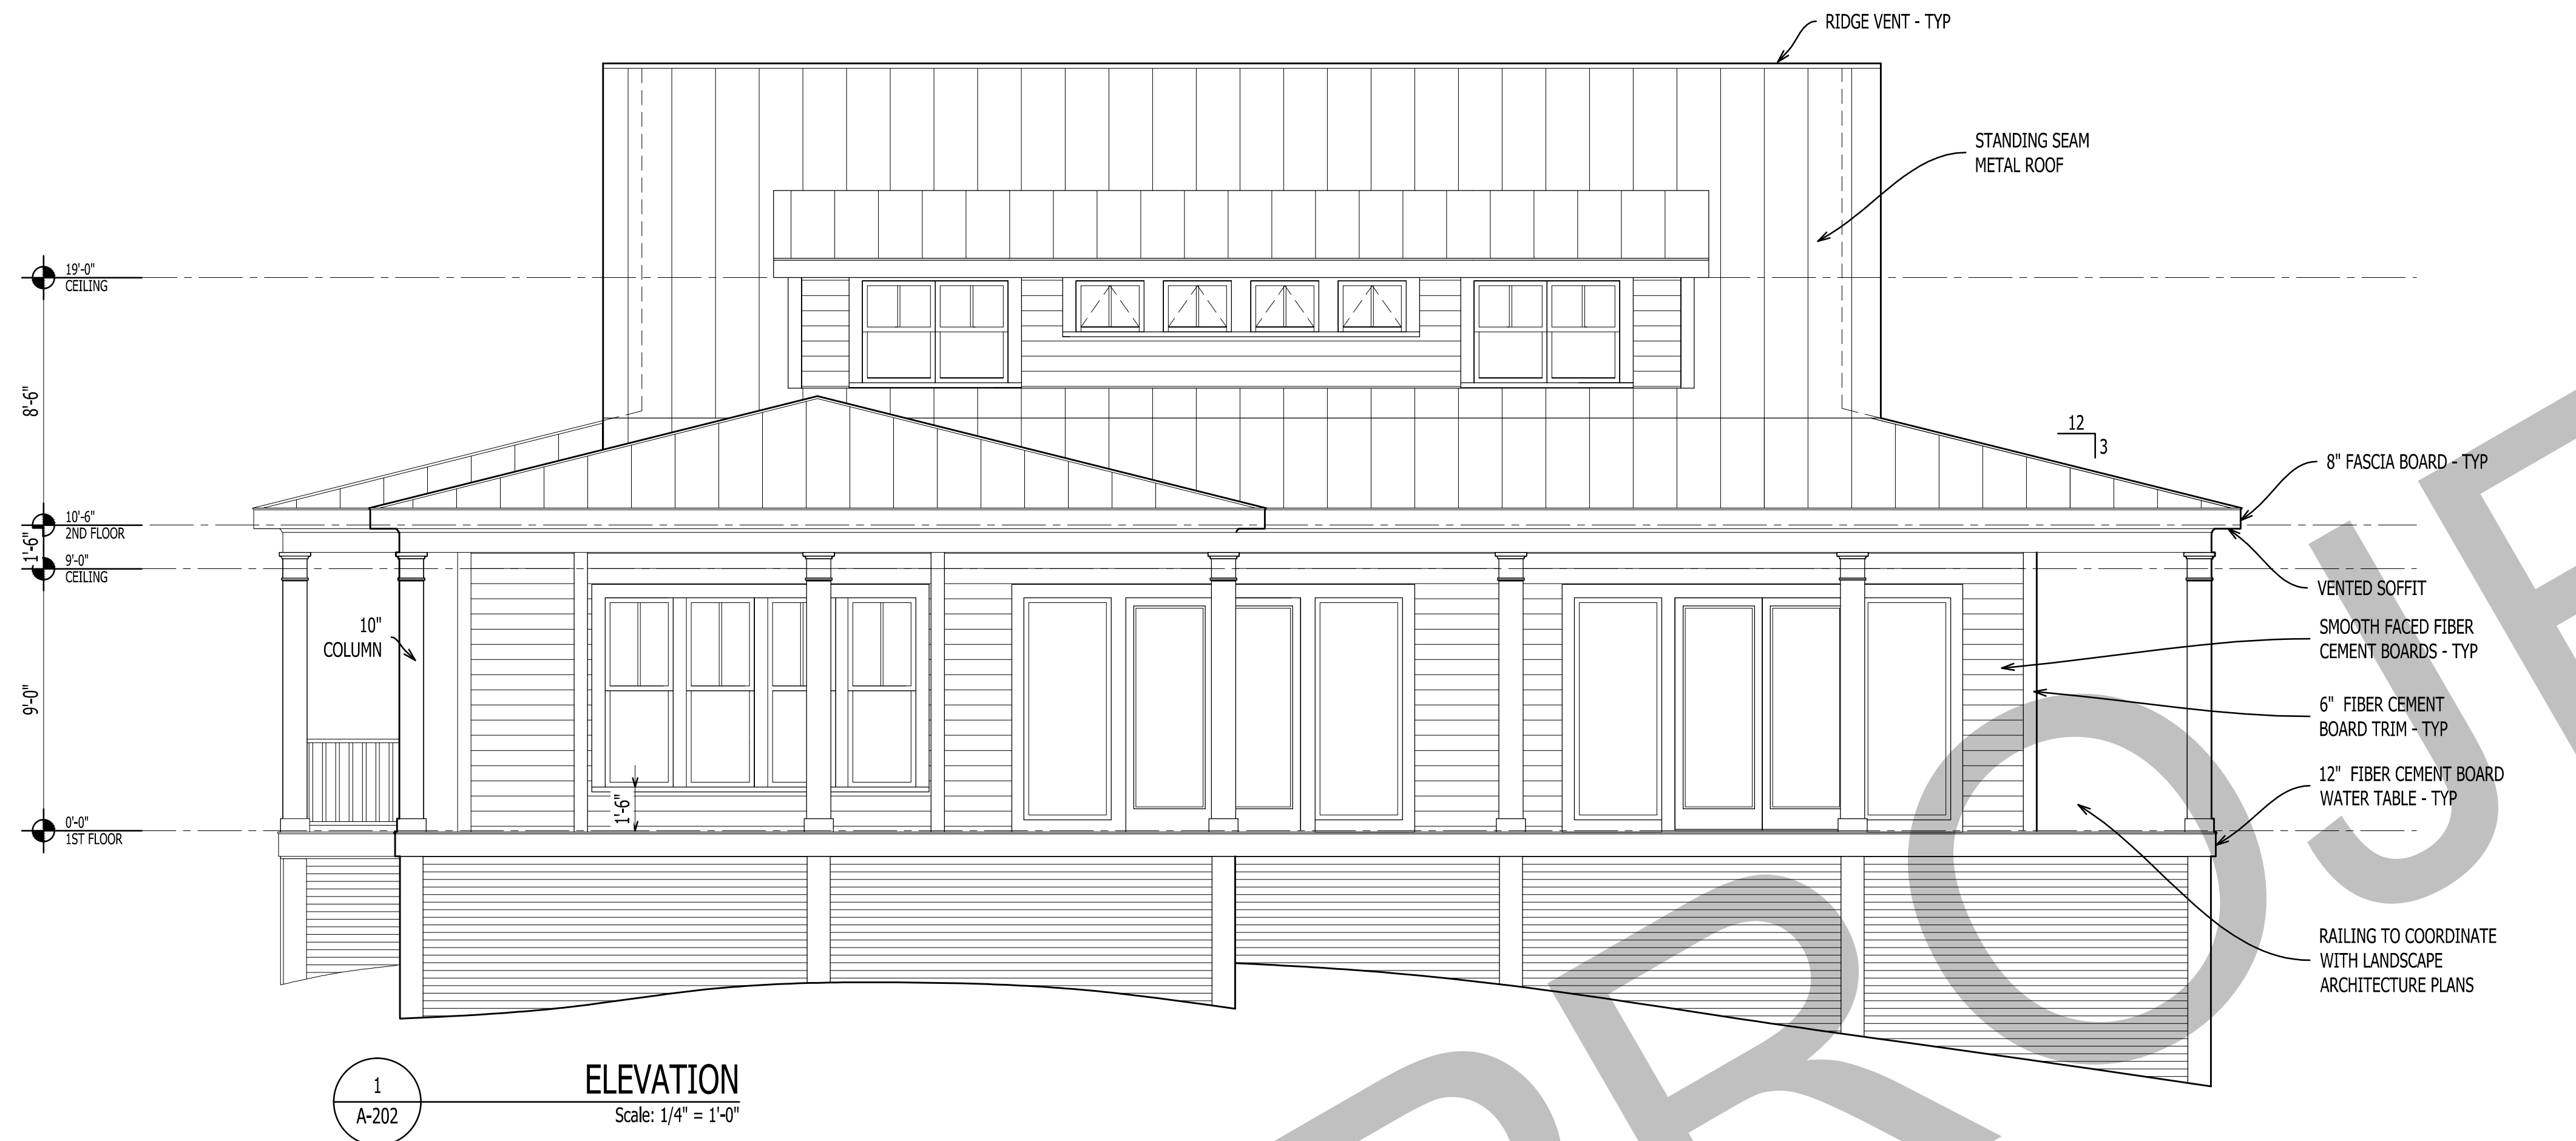 RIDGE VENT - TYP
STANDING SEAM
METAL ROOF
19'-0"
CEILING
8'-6"
12
3
8" FASCIA BOARD - TYP
10'-6"
2ND FLOOR
1'-6"
9'-0"
CEILING
VENTED SOFFIT
10"
COLUMN
SMOOTH FACED FIBER
CEMENT BOARDS - TYP
9'-0"
6" FIBER CEMENT
BOARD TRIM - TYP
12" FIBER CEMENT BOARD
WATER TABLE - TYP
1'-6"
0'-0"
1ST FLOOR
RAILING TO COORDINATE
WITH LANDSCAPE
ARCHITECTURE PLANS
1
A-202
ELEVATION
Scale: 1/4" = 1'-0"
PROJE